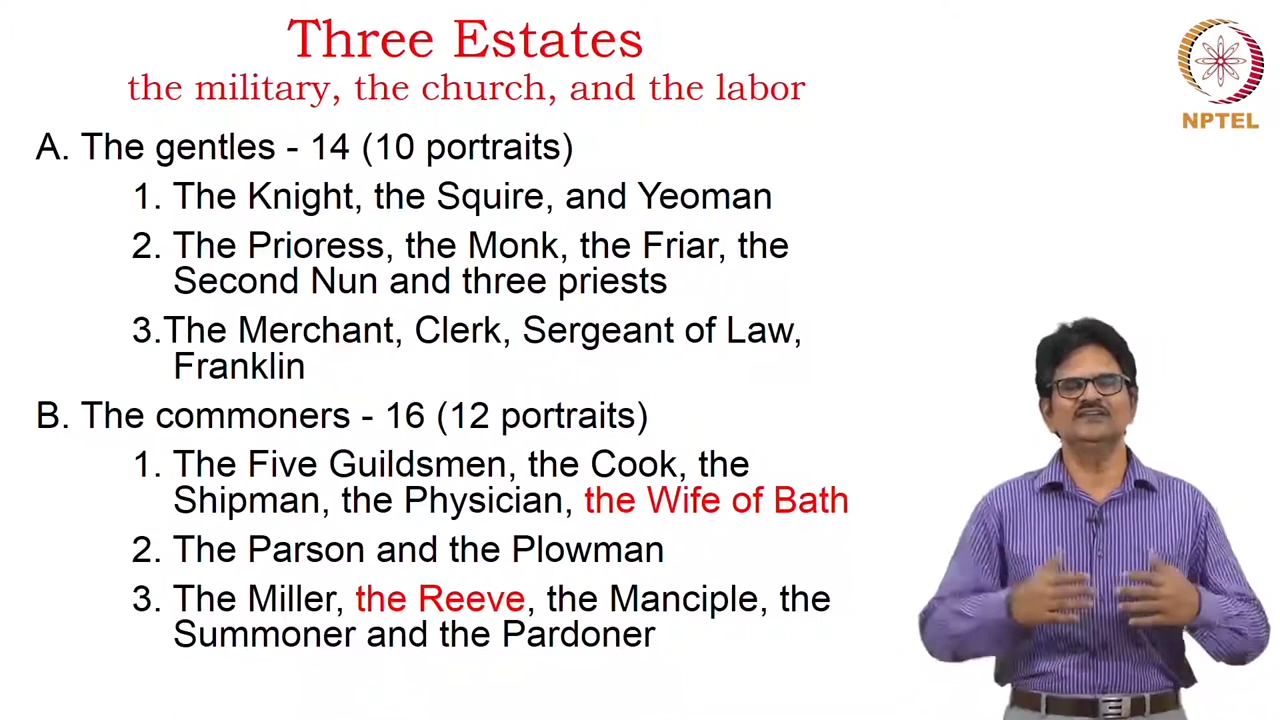 Three Estates
the military, the church, and the labor
NPTEL
A. The gentles - 14 (10 portraits)
1. The Knight, the Squire, and Yeoman
2. The Prioress, the Monk, the Friar, the
Second Nun and three priests
3.The Merchant, Clerk, Sergeant of Law,
Franklin
B. The commoners - 16 (12 portraits)
1. The Five Guildsmen, the Cook, the
Shipman, the Physician, the Wife of Bath
2. The Parson and the Plowman
3. The Miller, the Reeve, the Manciple, the
Summoner and the Pardoner